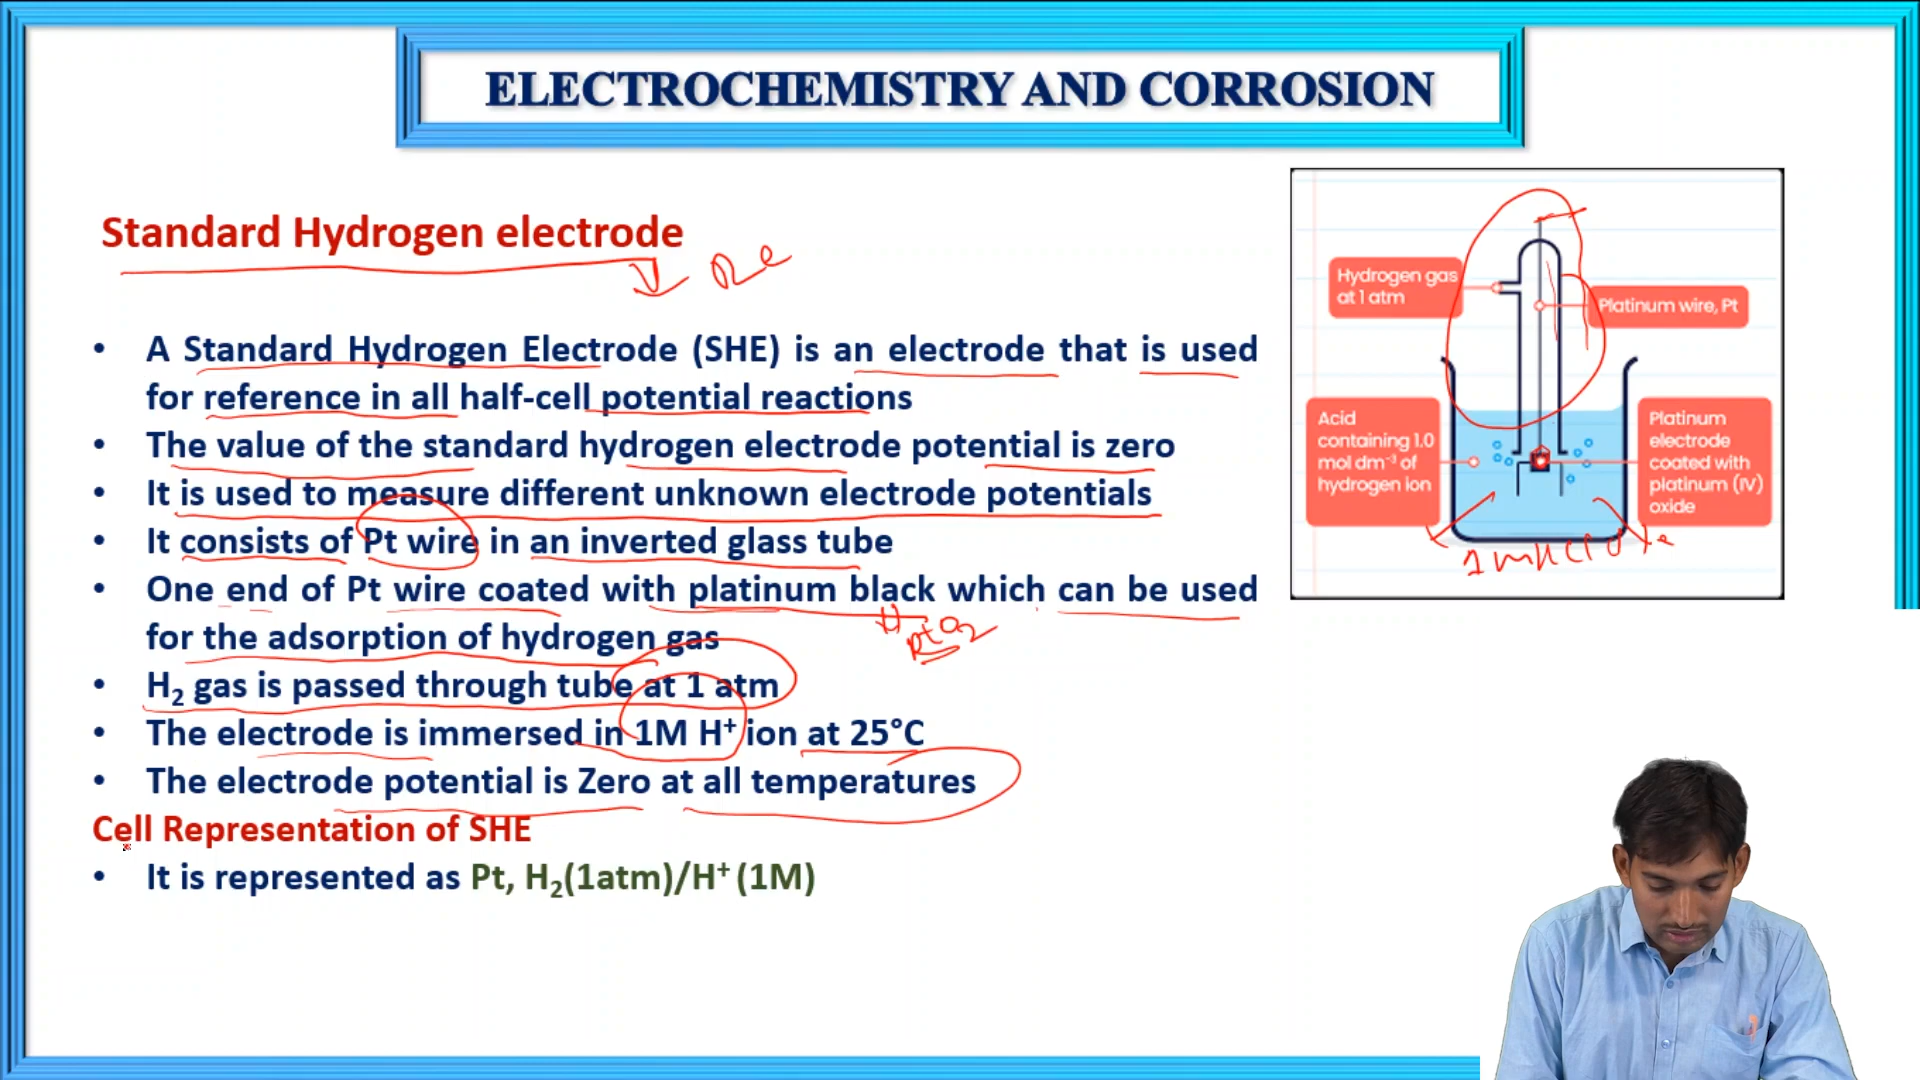 ELECTROCHEMISTRY AND CORROSION
Standard Hydrogen electrode
Re
• A Standard Hydrogen Electrode (SHE) is an electrode that is used
for reference in all half-cell potential reactions
• The value of the standard hydrogen electrode potential is zero
• It is used to measure different unknown electrode potentials
• It consists of Pt wire in an inverted glass tube
• One end of Pt wire coated with platinum black which can be used
for the adsorption of hydrogen gas
PtO2
• H₂ gas is passed through tube at 1 atm
• The electrode is immersed in 1M H⁺ ion at 25°C
• The electrode potential is Zero at all temperatures
Cell Representation of SHE
• It is represented as Pt, H₂(1atm)/H⁺ (1M)
Hydrogen gas
at 1 atm
Platinum wire, Pt
Acid
containing 1.0
mol dm⁻³ of
hydrogen ion
Platinum
electrode
coated with
platinum (IV)
oxide
1 m HCl